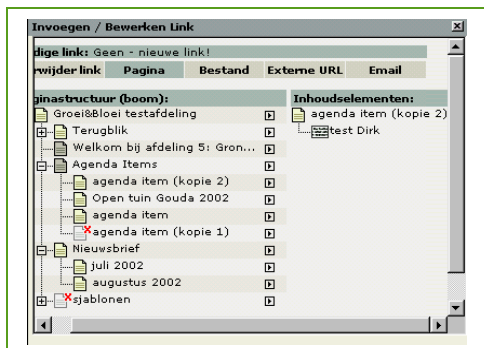 Invoegen / Bewerken Link
dige link: Geen - nieuwe link!
rwijder link Pagina Bestand Externe URL Email
ginastructuur (boom):
Groei&Bloei testafdeling
Terugblik
Welkom bij afdeling 5: Gron...
Agenda Items
agenda item (kopie 2)
Open tuin Gouda 2002
agenda item
agenda item (kopie 1)
Nieuwsbrief
juli 2002
augustus 2002
sjablonen
Inhoudselementen:
agenda item (kopie 2)
test Dirk